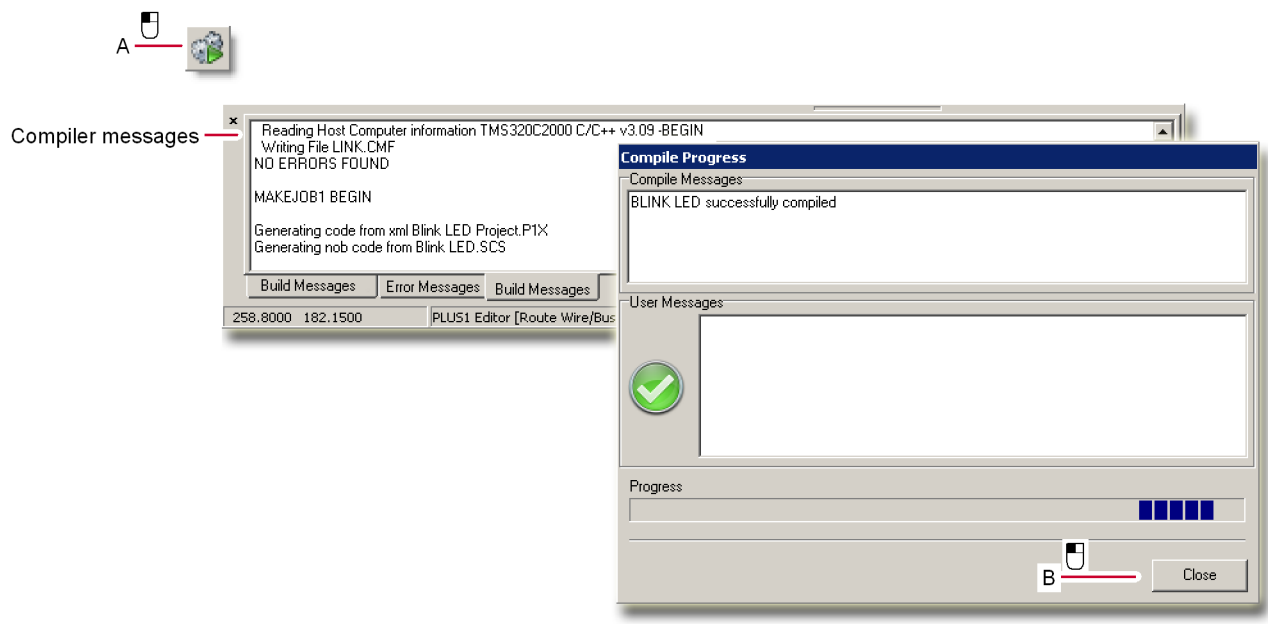 A
Compiler messages
×
Reading Host Computer information TMS320C2000 C/C++ v3.09 -BEGIN
Writing File LINK.CMF
NO ERRORS FOUND
MAKEJOB1 BEGIN
Generating code from xml Blink LED Project.P1X
Generating nob code from Blink LED.SCS
Build Messages
Error Messages
Build Messages
258.8000 182.1500
PLUS1 Editor [Route Wire/Bus
Compile Progress
Compile Messages
BLINK LED successfully compiled
User Messages
Progress
B
Close